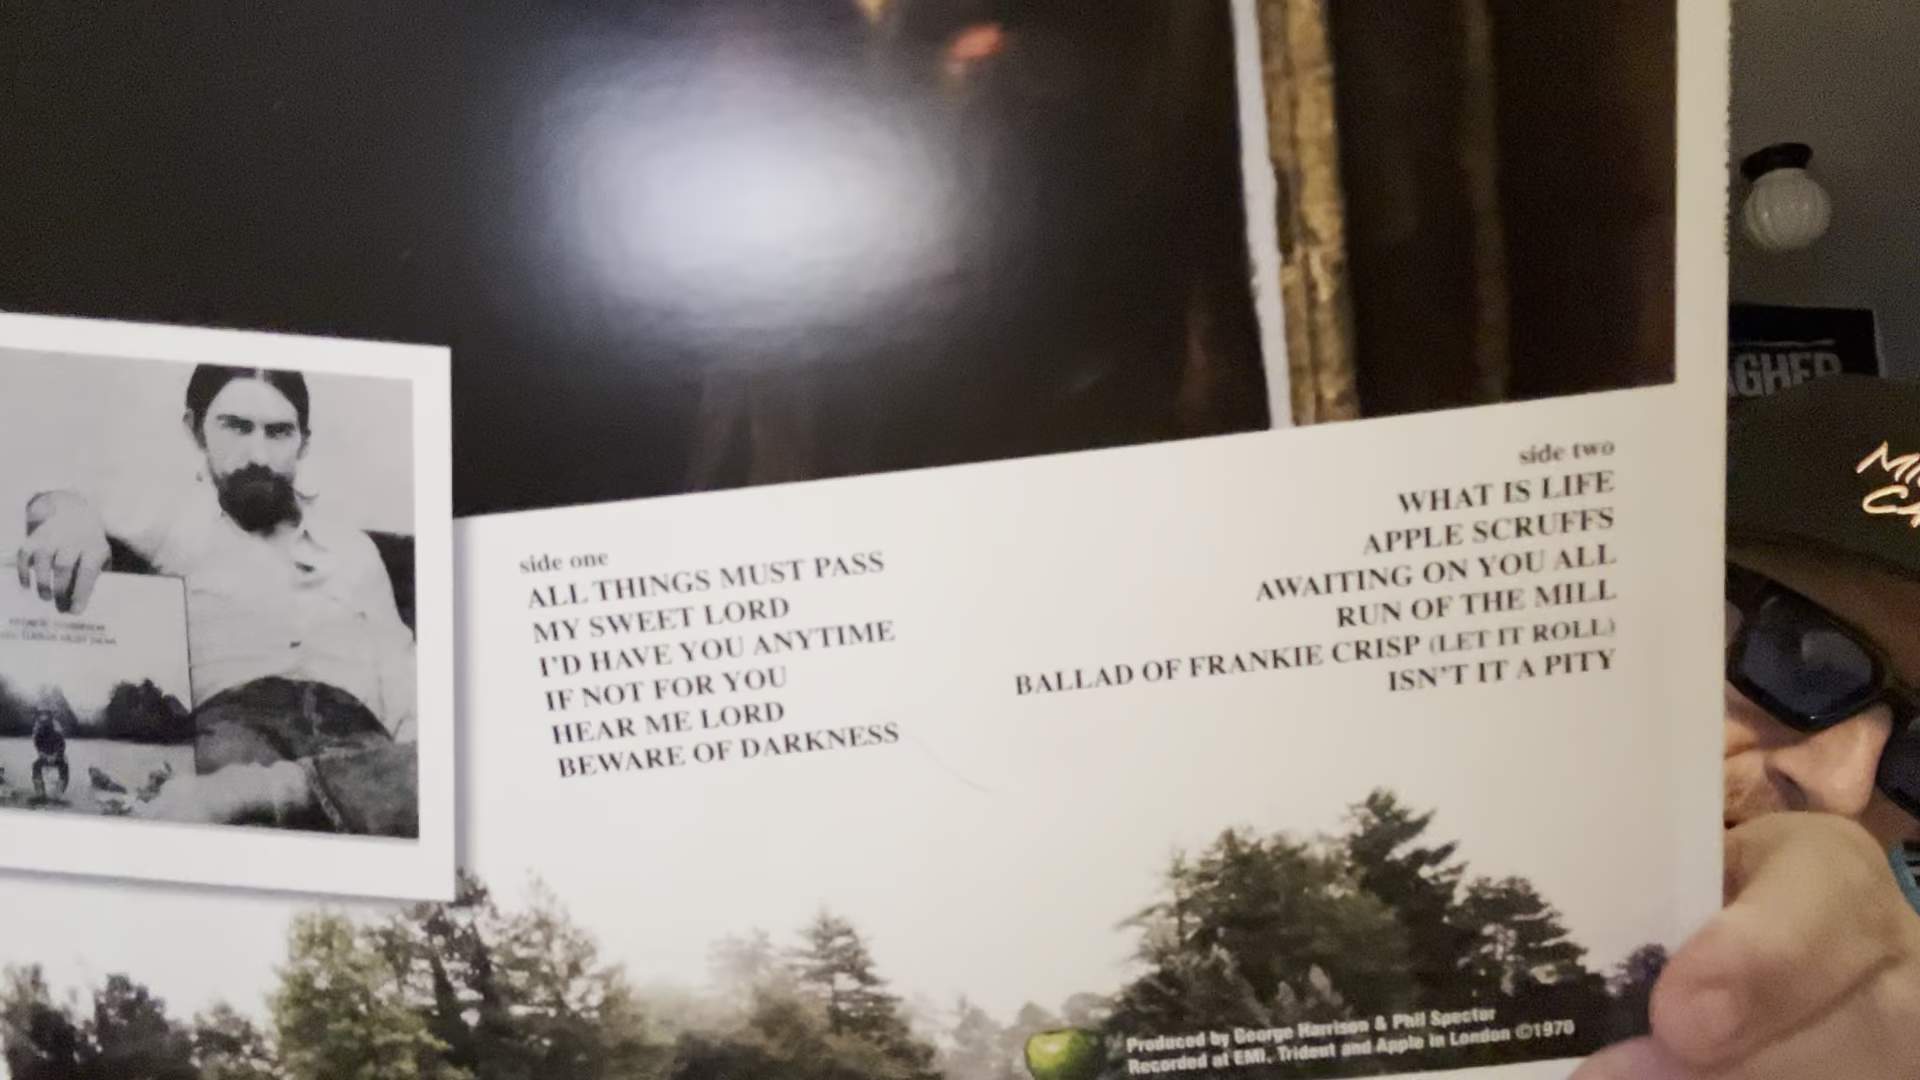 side one
ALL THINGS MUST PASS
MY SWEET LORD
I'D HAVE YOU ANYTIME
IF NOT FOR YOU
HEAR ME LORD
BEWARE OF DARKNESS
side two
WHAT IS LIFE
APPLE SCRUFFS
AWAITING ON YOU ALL
RUN OF THE MILL
BALLAD OF FRANKIE CRISP (LET IT ROLL)
ISN'T IT A PITY
Produced by George Harrison & Phil Spector
Recorded at EMI, Trident and Apple in London ©1970